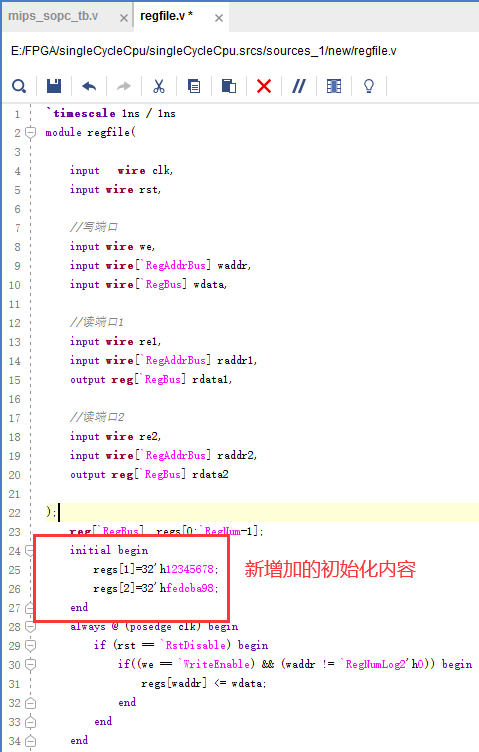 mips_sopc_tb.v × regfile.v * ×
E:/FPGA/singleCycleCpu/singleCycleCpu.srcs/sources_1/new/regfile.v
1 `timescale 1ns / 1ns
2 module regfile(
3
4 input wire clk,
5 input wire rst,
6
7 //写端口
8 input wire we,
9 input wire[`RegAddrBus] waddr,
10 input wire[`RegBus] wdata,
11
12 //读端口1
13 input wire re1,
14 input wire[`RegAddrBus] raddr1,
15 output reg[`RegBus] rdata1,
16
17 //读端口2
18 input wire re2,
19 input wire[`RegAddrBus] raddr2,
20 output reg[`RegBus] rdata2
21
22 );
23 reg[`RegBus] regs[0:`RegNum-1];
24 initial begin
25 regs[1]=32'h12345678;
26 regs[2]=32'hfedcba98;
27 end
新增加的初始化内容
28 always @ (posedge clk) begin
29 if (rst == `RstDisable) begin
30 if((we == `WriteEnable) && (waddr != `RegNumLog2'h0)) begin
31 regs[waddr] <= wdata;
32 end
33 end
34 end